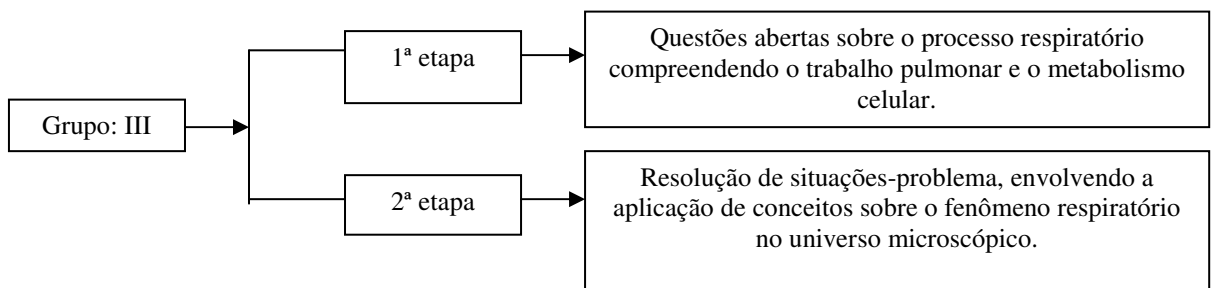 1ª etapa
Questões abertas sobre o processo respiratório
compreendendo o trabalho pulmonar e o metabolismo
celular.
Grupo: III
2ª etapa
Resolução de situações-problema, envolvendo a
aplicação de conceitos sobre o fenômeno respiratório
no universo microscópico.